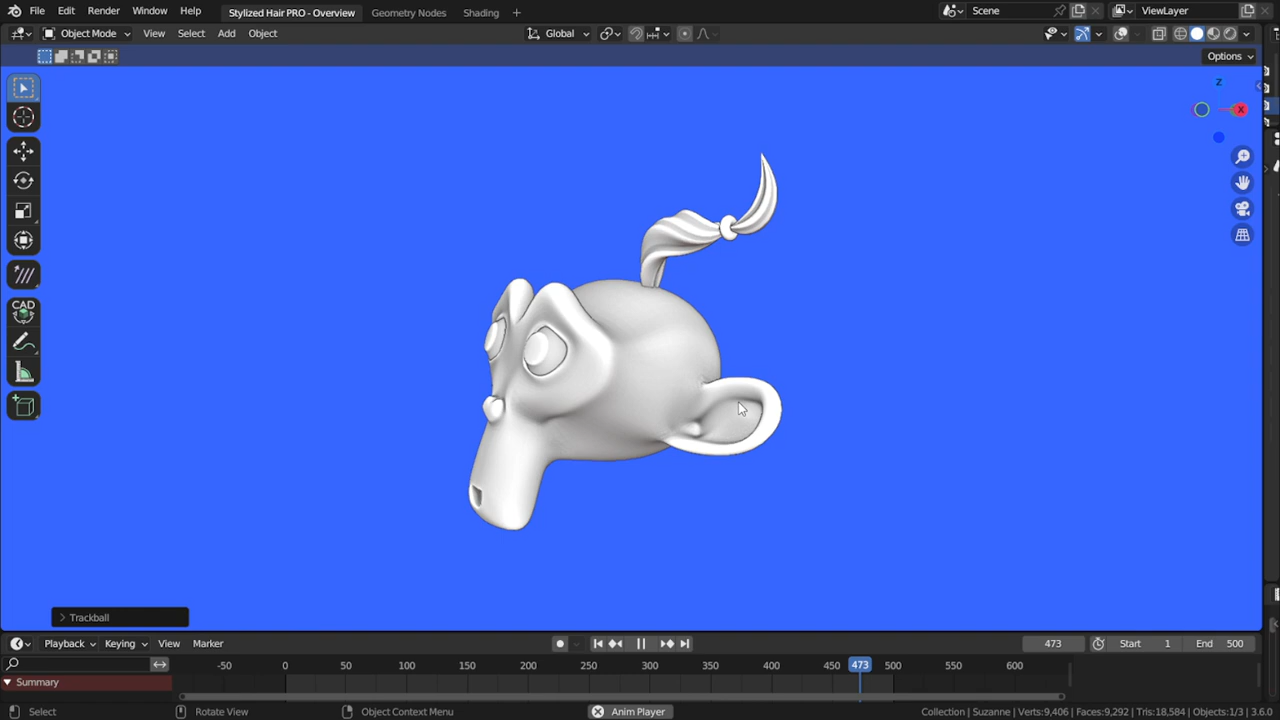 File Edit Render Window Help Stylized Hair PRO - Overview Geometry Nodes Shading + Scene ViewLayer
Object Mode View Select Add Object Global
Options
Z
X
CAD
> Trackball
Playback Keying View Marker 473 Start 1 End 500
-50 0 50 100 150 200 250 300 350 400 450 473 500 550 600
Summary
Select Rotate View Object Context Menu Anim Player Collection | Suzanne | Verts:9,406 | Faces:9,292 | Tris:18,584 | Objects:1/3 | 3.6.0